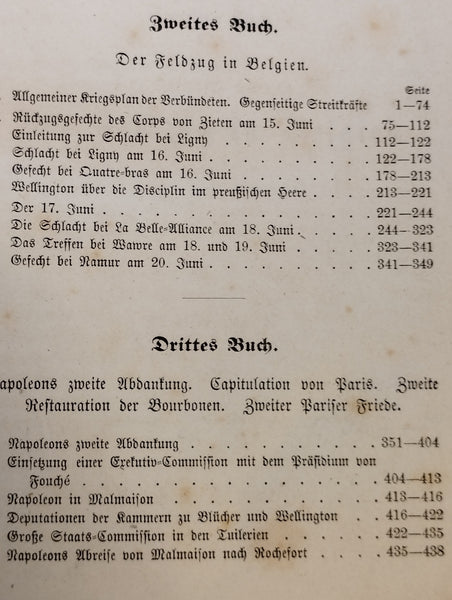 Zweites Buch.
Der Feldzug in Belgien.
Seite
Allgemeiner Kriegsplan der Verbündeten. Gegenseitige Streitkräfte 1—74
Rückzugsgefechte des Corps von Zieten am 15. Juni . . . 75—112
Einleitung zur Schlacht bei Ligny . . . . . . . . 112—122
Schlacht bei Ligny am 16. Juni . . . . . . . . 122—178
Gefecht bei Quatre-bras am 16. Juni . . . . . . . 178—213
Wellington über die Disciplin im preußischen Heere . . . 213—221
Der 17. Juni . . . . . . . . . . . . . 221—244
Die Schlacht bei La Belle-Alliance am 18. Juni . . . . 244—323
Das Treffen bei Wawre am 18. und 19. Juni . . . . . 323—341
Gefecht bei Namur am 20. Juni . . . . . . . . 341—349
Drittes Buch.
apoleons zweite Abdankung. Capitulation von Paris. Zweite
Restauration der Bourbonen. Zweiter Pariser Friede.
Napoleons zweite Abdankung . . . . . . . . . 351—404
Einsetzung einer Exekutiv-Commission mit dem Präsidium von
Fouché . . . . . . . . . . . . . 404—413
Napoleon in Malmaison . . . . . . . . . . 413—416
Deputationen der Kammern zu Blücher und Wellington . . 416—422
Große Staats-Commission in den Tuilerien . . . . . 422—435
Napoleons Abreise von Malmaison nach Rochefort . . . 435—438